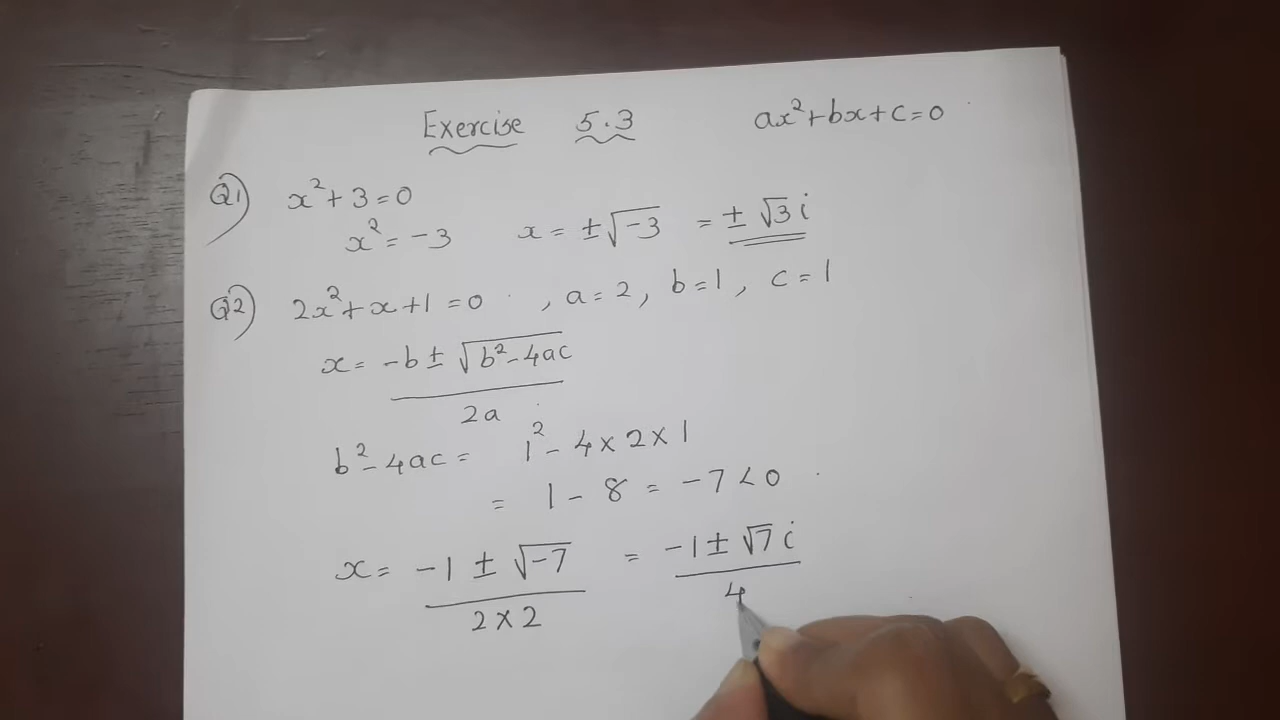 Exercise 5.3 ax²+bx+c=0
Q1) x²+3=0
x²=-3 x=±√-3 =±√3i
Q2) 2x²+x+1=0 , a=2, b=1, c=1
x= -b±√b²-4ac
2a
b²-4ac= 1²-4×2×1
= 1-8=-7<0
x= -1±√-7 = -1±√7i
2×2 4